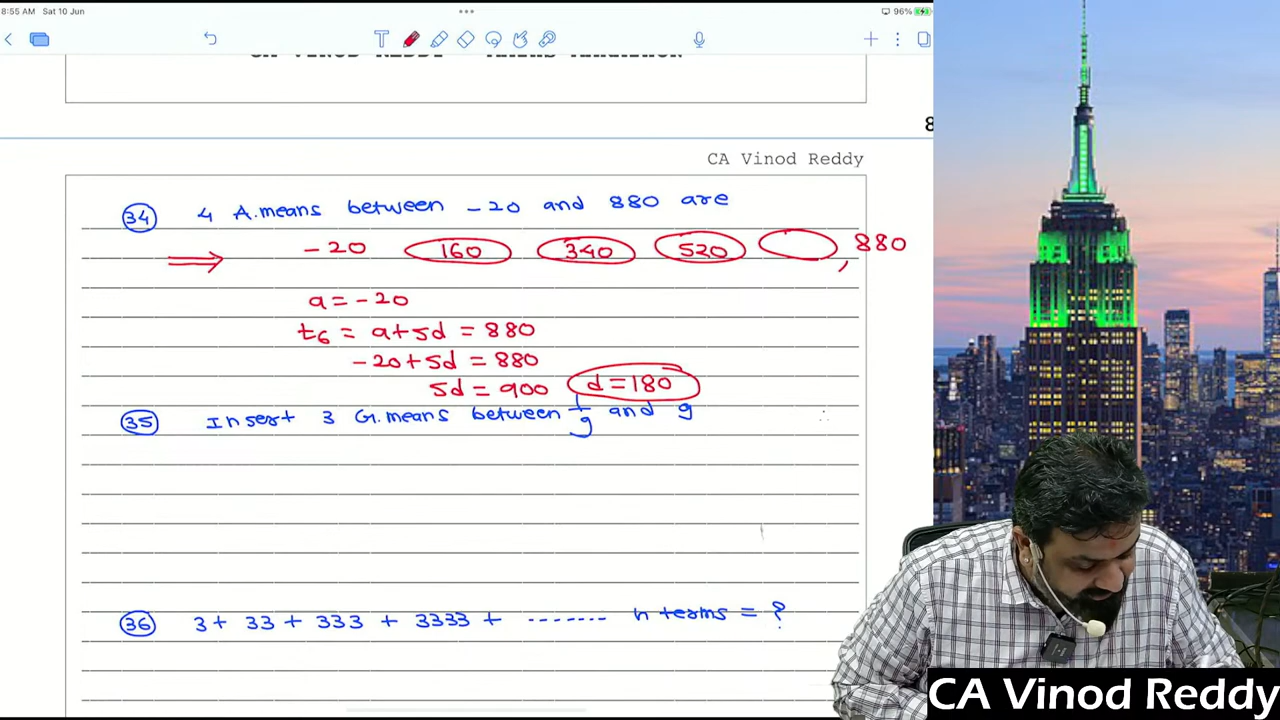 8:55 AM Sat 10 Jun
96%
CA Vinod Reddy
34 4 A.means between -20 and 880 are
⇒ -20 160 340 520 , 880
a = -20
t6 = a+5d = 880
-20+5d = 880
5d = 900 d = 180
35 Insert 3 G.means between 1/9 and 9
36 3+ 33 + 333 + 3333 + ........ n terms = ?
CA Vinod Reddy